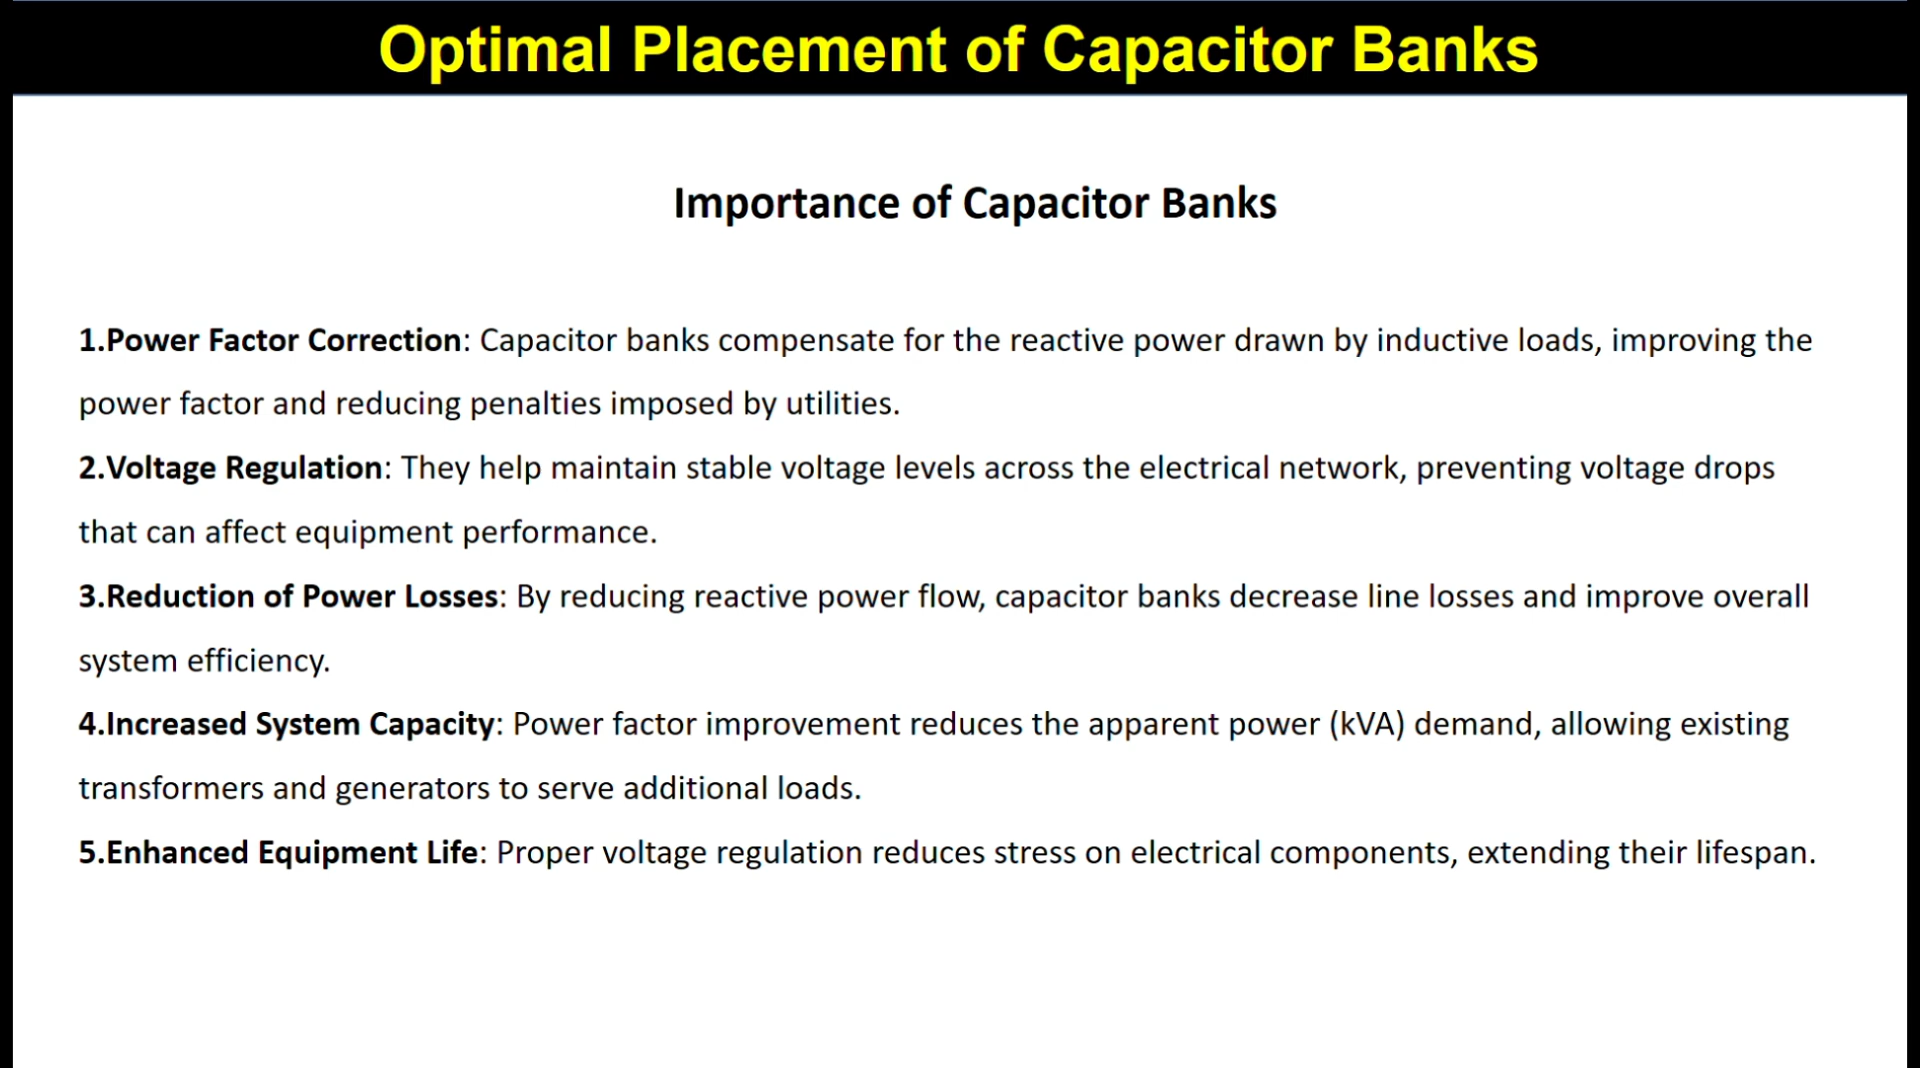 Optimal Placement of Capacitor Banks
Importance of Capacitor Banks
1.Power Factor Correction: Capacitor banks compensate for the reactive power drawn by inductive loads, improving the
power factor and reducing penalties imposed by utilities.
2.Voltage Regulation: They help maintain stable voltage levels across the electrical network, preventing voltage drops
that can affect equipment performance.
3.Reduction of Power Losses: By reducing reactive power flow, capacitor banks decrease line losses and improve overall
system efficiency.
4.Increased System Capacity: Power factor improvement reduces the apparent power (kVA) demand, allowing existing
transformers and generators to serve additional loads.
5.Enhanced Equipment Life: Proper voltage regulation reduces stress on electrical components, extending their lifespan.